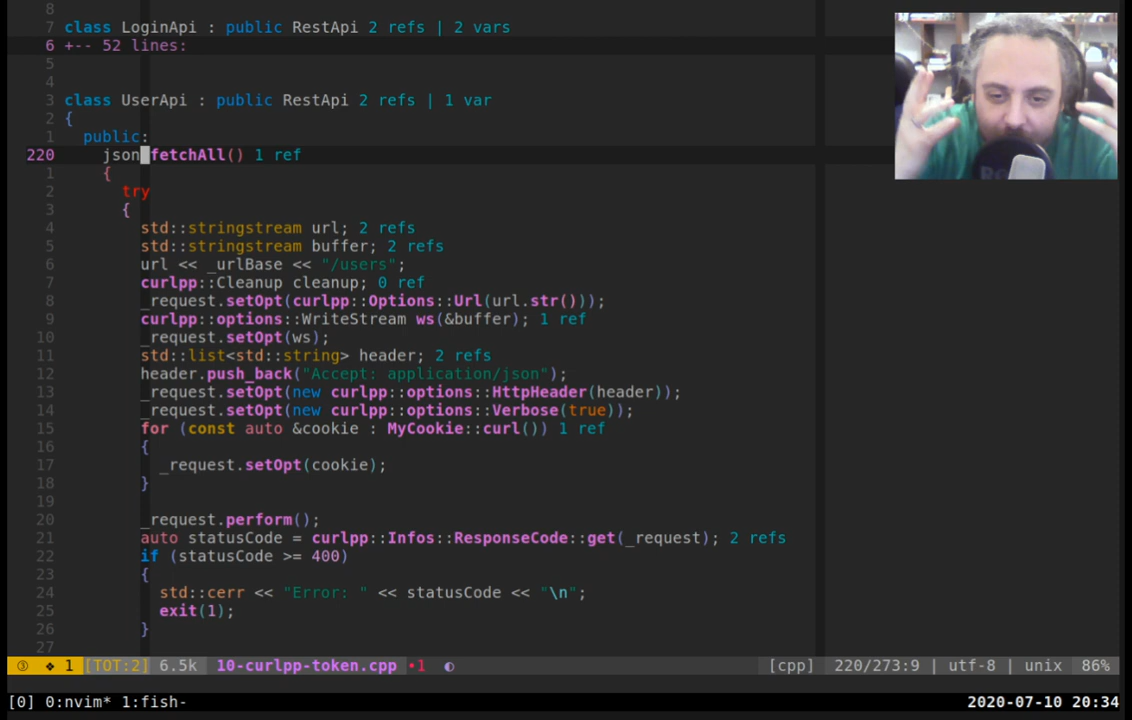 8
7 class LoginApi : public RestApi 2 refs | 2 vars
6 +-- 52 lines:
5
4
3 class UserApi : public RestApi 2 refs | 1 var
2 {
1 public:
220 json fetchAll() 1 ref
1 {
2 try
3 {
4 std::stringstream url; 2 refs
5 std::stringstream buffer; 2 refs
6 url << _urlBase << "/users";
7 curlpp::Cleanup cleanup; 0 ref
8 _request.setOpt(curlpp::Options::Url(url.str()));
9 curlpp::options::WriteStream ws(&buffer); 1 ref
10 _request.setOpt(ws);
11 std::list<std::string> header; 2 refs
12 header.push_back("Accept: application/json");
13 _request.setOpt(new curlpp::options::HttpHeader(header));
14 _request.setOpt(new curlpp::options::Verbose(true));
15 for (const auto &cookie : MyCookie::curl()) 1 ref
16 {
17 _request.setOpt(cookie);
18 }
19
20 _request.perform();
21 auto statusCode = curlpp::Infos::ResponseCode::get(_request); 2 refs
22 if (statusCode >= 400)
23 {
24 std::cerr << "Error: " << statusCode << "\n";
25 exit(1);
26 }
27
③ ❖ 1 [TOT:2] 6.5k 10-curlpp-token.cpp •1 ◐ [cpp] 220/273:9 | utf-8 | unix 86%
[0] 0:nvim* 1:fish- 2020-07-10 20:34